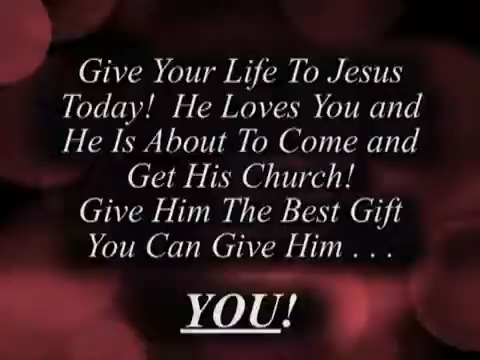 Give Your Life To Jesus
Today!  He Loves You and
He Is About To Come and
Get His Church!
Give Him The Best Gift
You Can Give Him . . .
YOU!